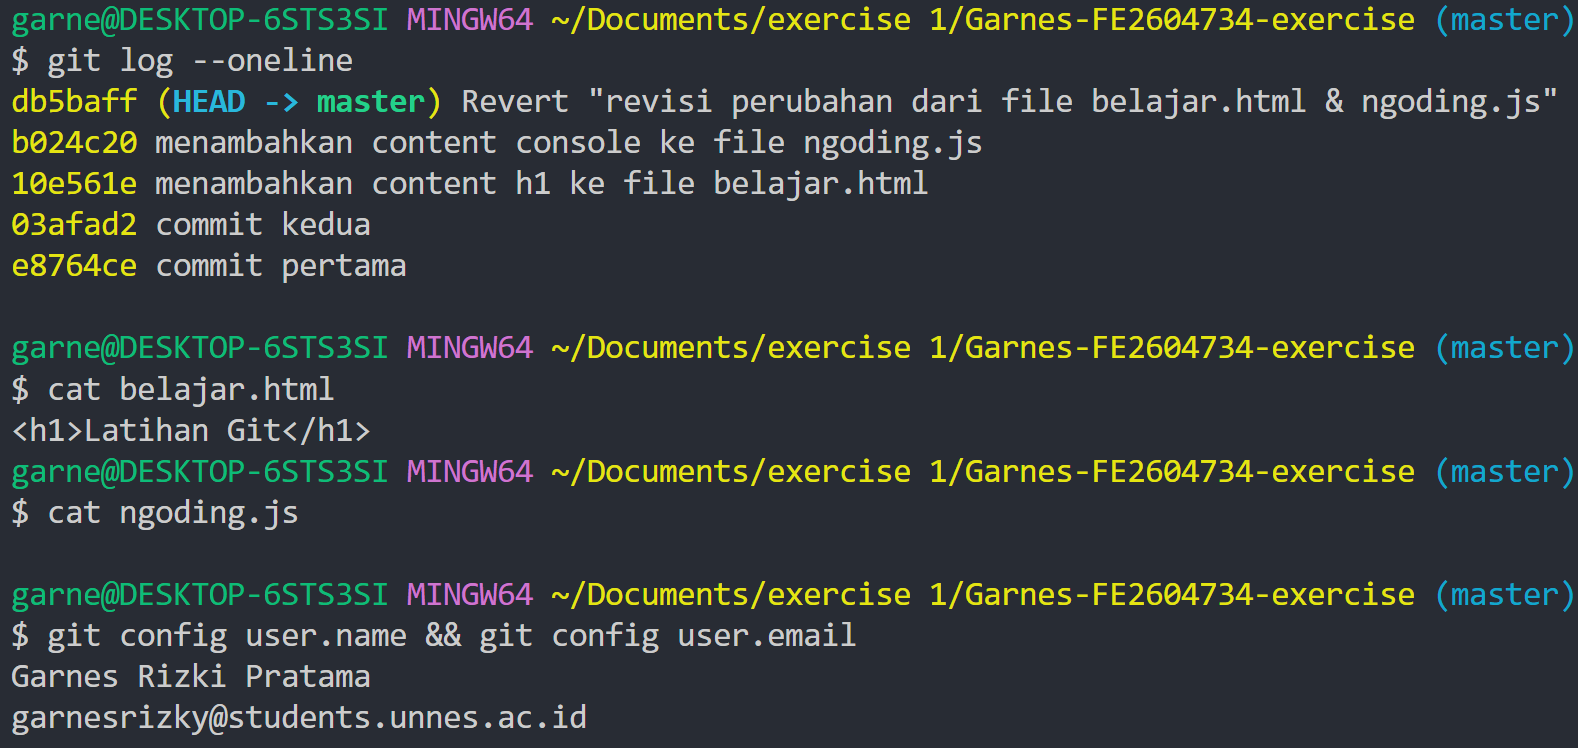 garne@DESKTOP-6STS3SI MINGW64 ~/Documents/exercise 1/Garnes-FE2604734-exercise (master)
$ git log --oneline
db5baff (HEAD -> master) Revert "revisi perubahan dari file belajar.html & ngoding.js"
b024c20 menambahkan content console ke file ngoding.js
10e561e menambahkan content h1 ke file belajar.html
03afad2 commit kedua
e8764ce commit pertama
garne@DESKTOP-6STS3SI MINGW64 ~/Documents/exercise 1/Garnes-FE2604734-exercise (master)
$ cat belajar.html
<h1>Latihan Git</h1>
garne@DESKTOP-6STS3SI MINGW64 ~/Documents/exercise 1/Garnes-FE2604734-exercise (master)
$ cat ngoding.js
garne@DESKTOP-6STS3SI MINGW64 ~/Documents/exercise 1/Garnes-FE2604734-exercise (master)
$ git config user.name && git config user.email
Garnes Rizki Pratama
garnesrizky@students.unnes.ac.id